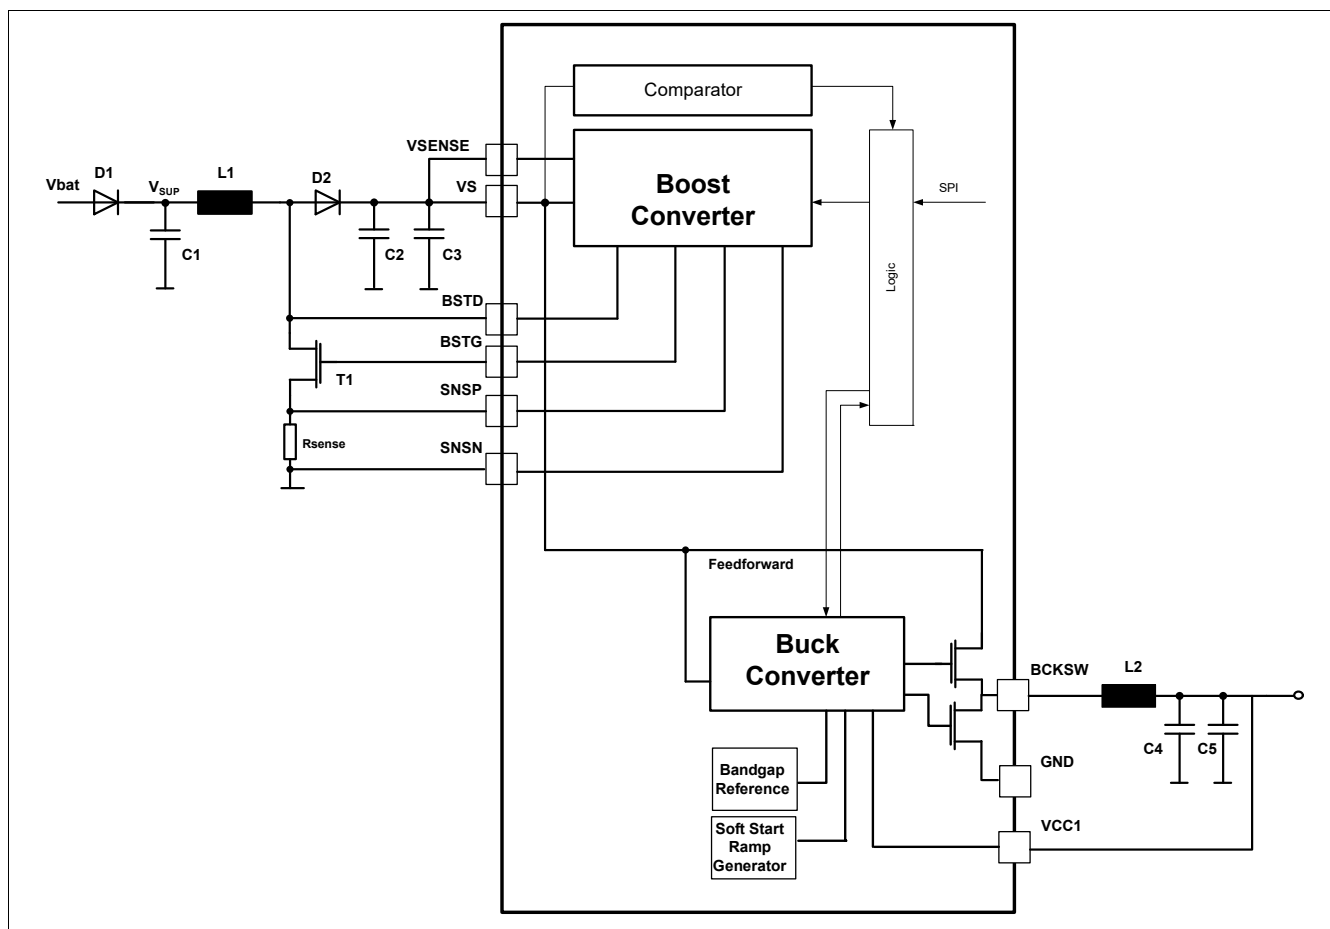 Comparator
VSENSE
Boost
Converter
D1
L1
D2
VS
Vbat
VSUP
SPI
C1
C2
C3
Logic
BSTD
BSTG
T1
SNSP
Rsense
SNSN
Feedforward
Buck
Converter
BCKSW
L2
C4
C5
GND
Bandgap
Reference
VCC1
Soft Start
Ramp
Generator